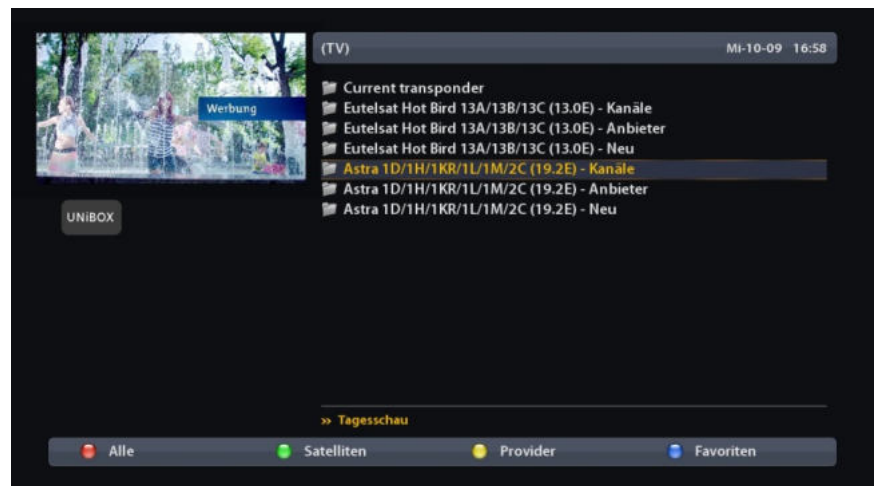 Werbung
UNiBOX
(TV) Mi-10-09 16:58
Current transponder
Eutelsat Hot Bird 13A/13B/13C (13.0E) - Kanäle
Eutelsat Hot Bird 13A/13B/13C (13.0E) - Anbieter
Eutelsat Hot Bird 13A/13B/13C (13.0E) - Neu
Astra 1D/1H/1KR/1L/1M/2C (19.2E) - Kanäle
Astra 1D/1H/1KR/1L/1M/2C (19.2E) - Anbieter
Astra 1D/1H/1KR/1L/1M/2C (19.2E) - Neu
» Tagesschau
Alle Satelliten Provider Favoriten